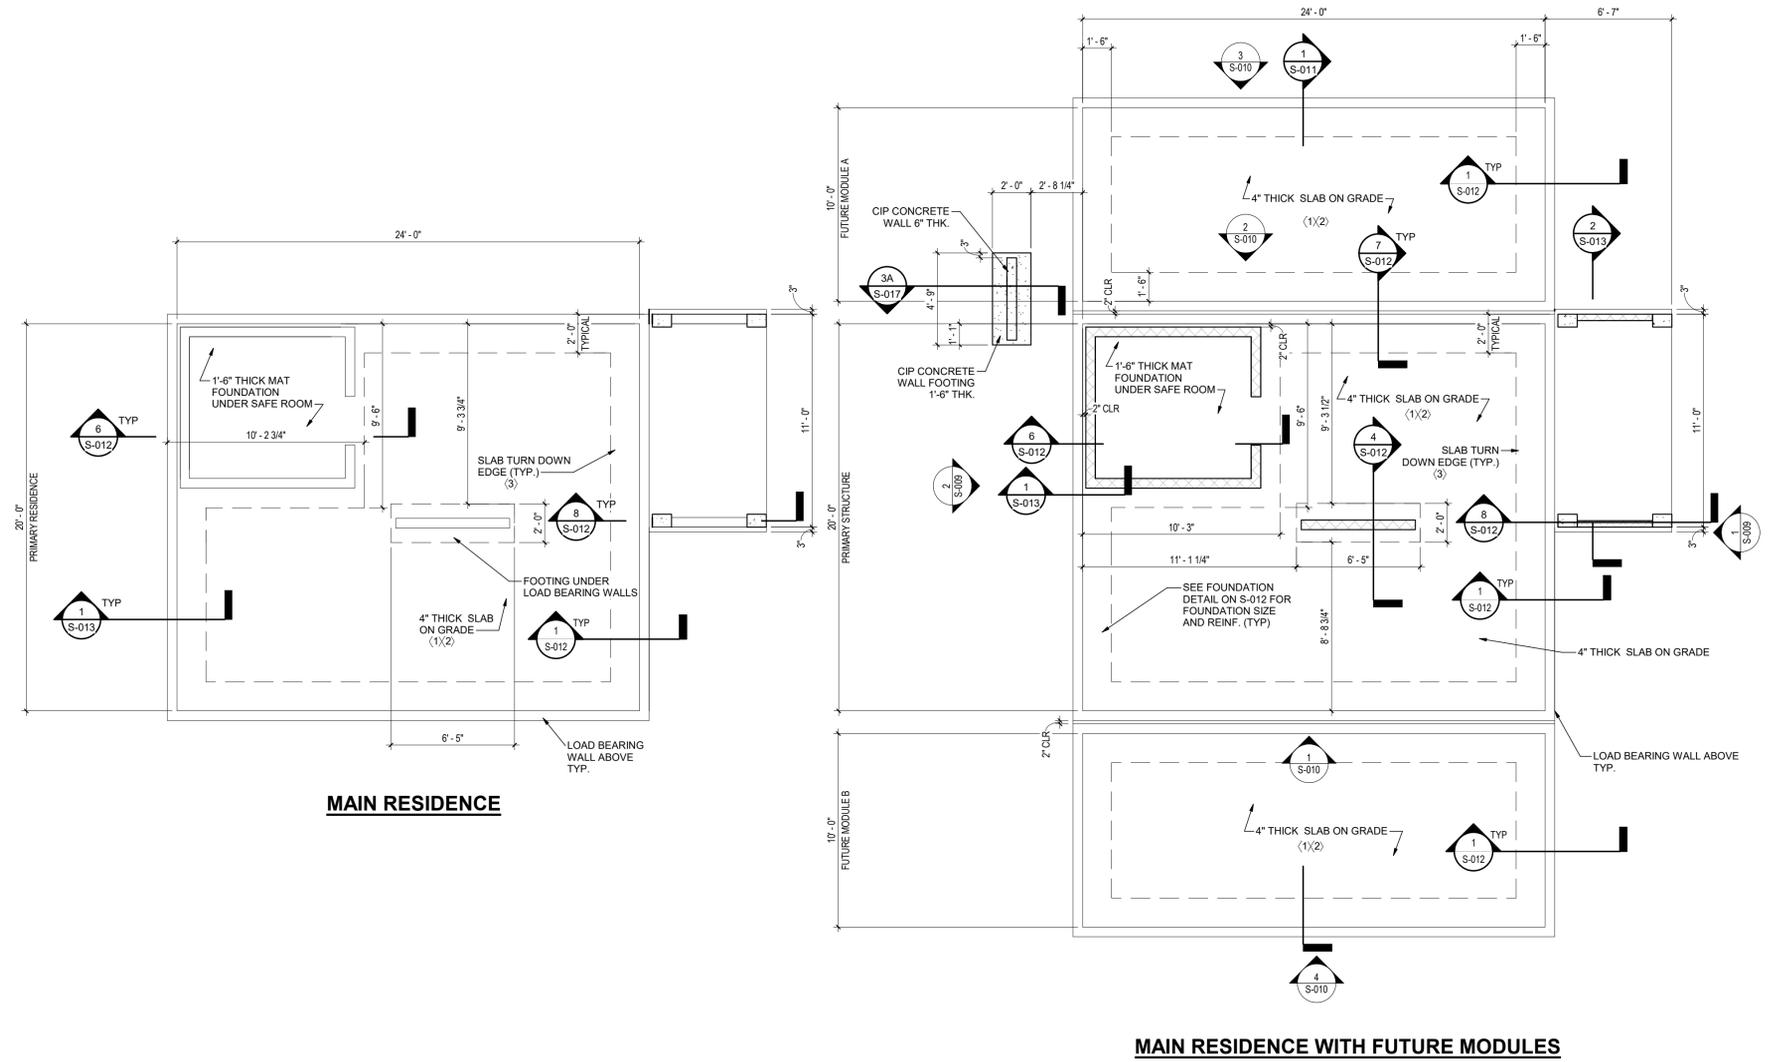 24' - 0"
3"
2' - 0"
TYPICAL
1'-6" THICK MAT
FOUNDATION
UNDER SAFE ROOM
10' - 2 3/4"
9' - 6"
9' - 3 3/4"
11' - 0"
6
S-012
TYP
SLAB TURN DOWN
EDGE (TYP.)
〈3〉
8
S-012
TYP
2' - 0"
3"
20' - 0"
PRIMARY RESIDENCE
FOOTING UNDER
LOAD BEARING WALLS
1
S-013
TYP
4" THICK SLAB
ON GRADE
〈1〉〈2〉
1
S-012
TYP
6' - 5"
LOAD BEARING
WALL ABOVE
TYP.
MAIN RESIDENCE
24' - 0"
6' - 7"
1' - 6"
1' - 6"
3
S-010
1
S-011
10' - 0"
FUTURE MODULE A
2' - 0"
2' - 8 1/4"
CIP CONCRETE
WALL 6" THK.
3"
3A
S-017
4' - 9"
1' - 1"
CIP CONCRETE
WALL FOOTING
1'-6" THK.
4" THICK SLAB ON GRADE
〈1〉〈2〉
2
S-010
7
S-012
TYP
1
S-012
TYP
2
S-013
2" CLR
1' - 6"
3"
2' - 0"
TYPICAL
2" CLR
1'-6" THICK MAT
FOUNDATION
UNDER SAFE ROOM
2" CLR
9' - 6"
9' - 3 1/2"
4" THICK SLAB ON GRADE
〈1〉〈2〉
11' - 0"
6
S-012
4
S-012
SLAB TURN
DOWN EDGE (TYP.)
〈3〉
2
S-009
1
S-013
8
S-012
2' - 0"
3"
1
S-009
20' - 0"
PRIMARY STRUCTURE
10' - 3"
11' - 1 1/4"
6' - 5"
SEE FOUNDATION
DETAIL ON S-012 FOR
FOUNDATION SIZE
AND REINF. (TYP)
8' - 8 3/4"
1
S-012
TYP
4" THICK SLAB ON GRADE
2" CLR
LOAD BEARING WALL ABOVE
TYP.
1
S-010
10' - 0"
FUTURE MODULE B
4" THICK SLAB ON GRADE
〈1〉〈2〉
1
S-012
TYP
4
S-010
MAIN RESIDENCE WITH FUTURE MODULES